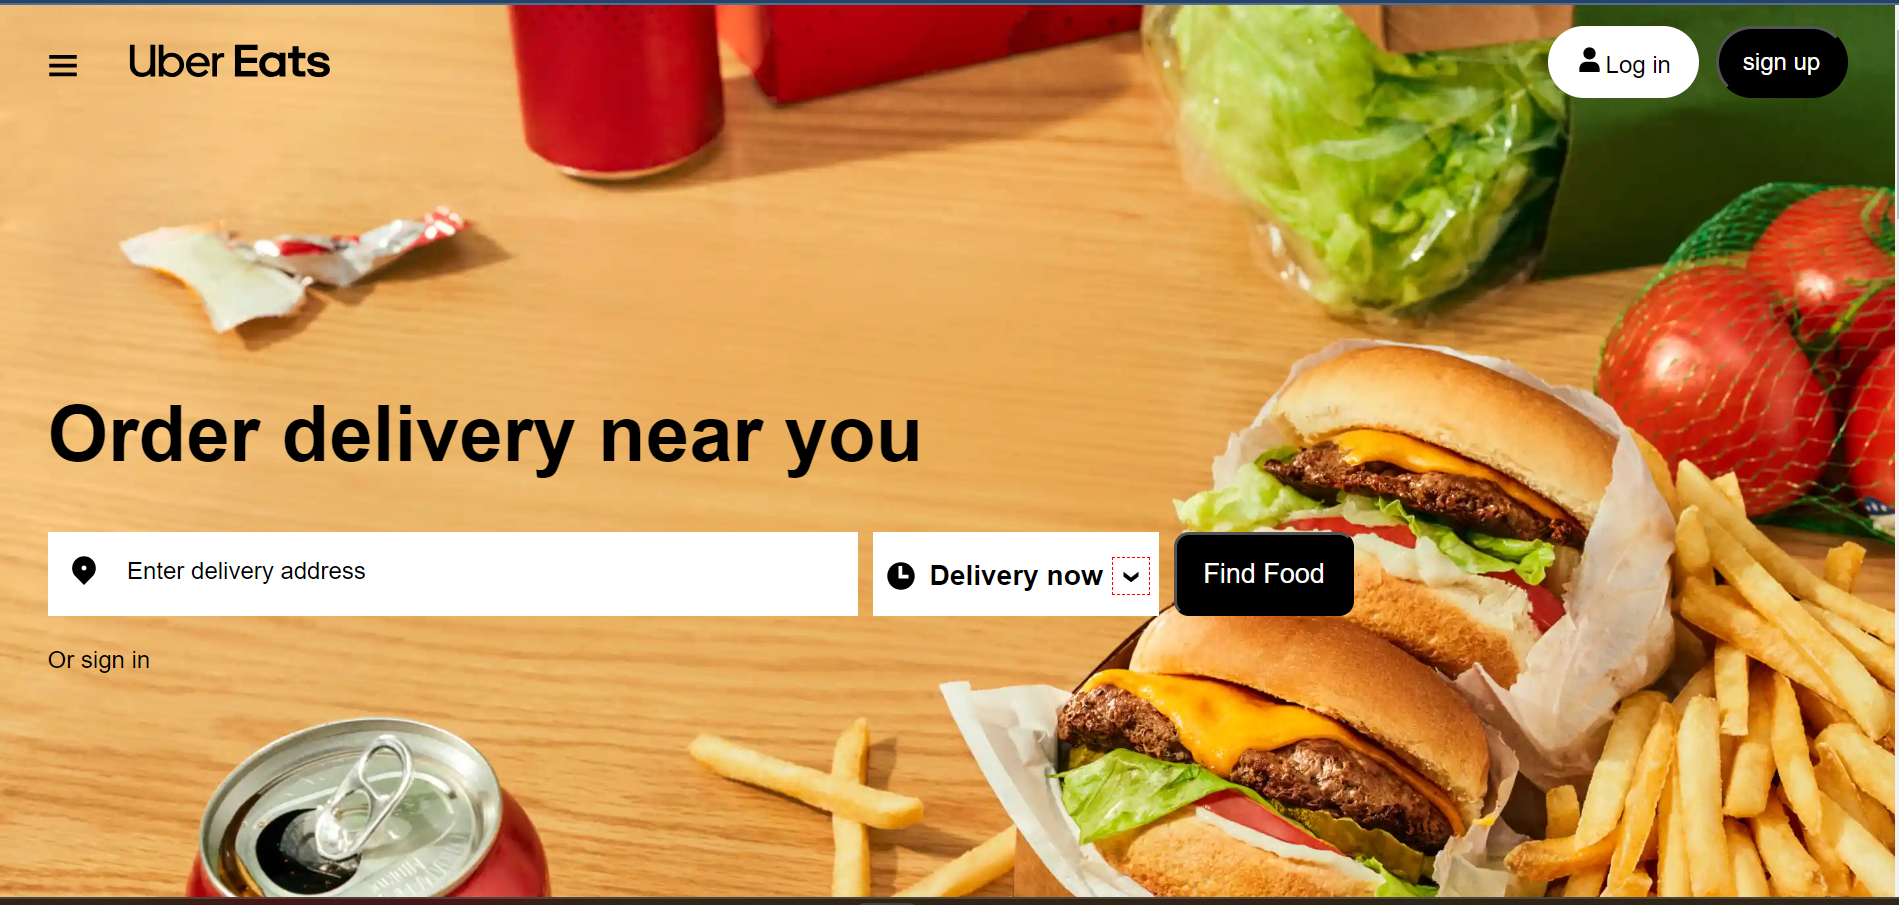 Uber Eats
Log in
sign up
Order delivery near you
Enter delivery address
Delivery now
Find Food
Or sign in